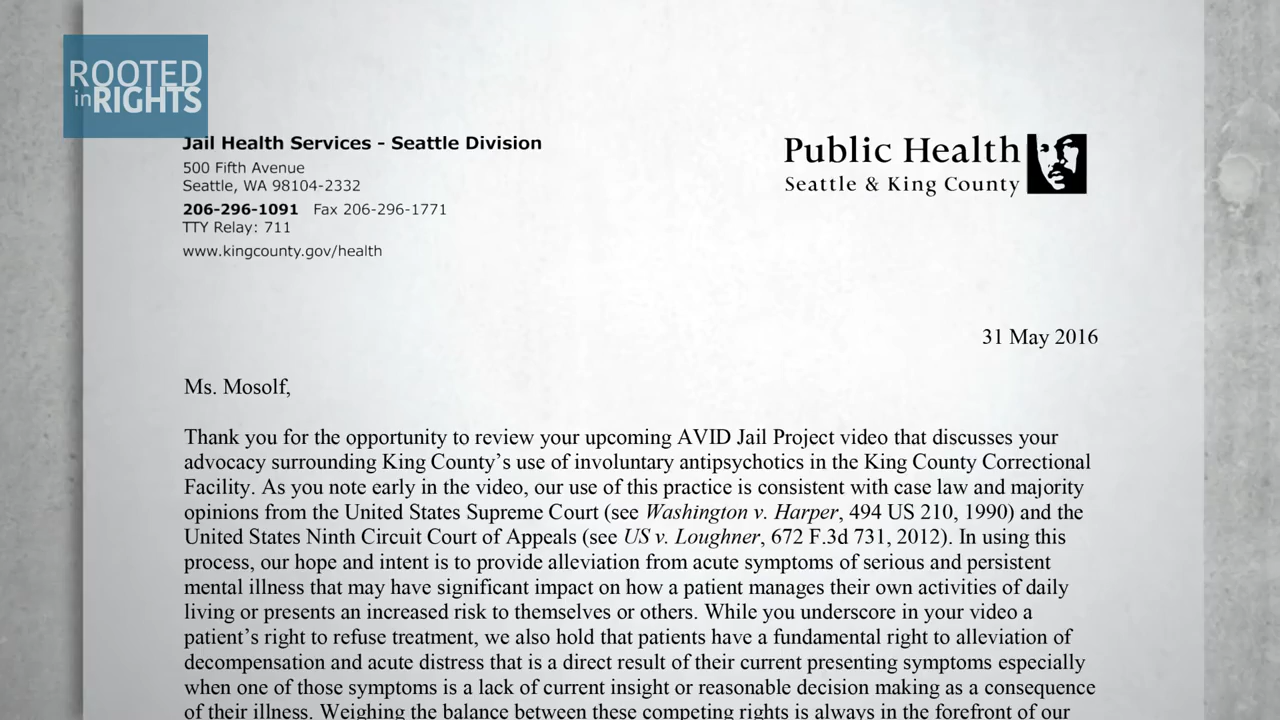 ROOTED
in RIGHTS
Jail Health Services - Seattle Division
500 Fifth Avenue
Seattle, WA 98104-2332
206-296-1091 Fax 206-296-1771
TTY Relay: 711
www.kingcounty.gov/health
Public Health
Seattle & King County
31 May 2016
Ms. Mosolf,
Thank you for the opportunity to review your upcoming AVID Jail Project video that discusses your
advocacy surrounding King County’s use of involuntary antipsychotics in the King County Correctional
Facility. As you note early in the video, our use of this practice is consistent with case law and majority
opinions from the United States Supreme Court (see Washington v. Harper, 494 US 210, 1990) and the
United States Ninth Circuit Court of Appeals (see US v. Loughner, 672 F.3d 731, 2012). In using this
process, our hope and intent is to provide alleviation from acute symptoms of serious and persistent
mental illness that may have significant impact on how a patient manages their own activities of daily
living or presents an increased risk to themselves or others. While you underscore in your video a
patient’s right to refuse treatment, we also hold that patients have a fundamental right to alleviation of
decompensation and acute distress that is a direct result of their current presenting symptoms especially
when one of those symptoms is a lack of current insight or reasonable decision making as a consequence
of their illness. Weighing the balance between these competing rights is always in the forefront of our